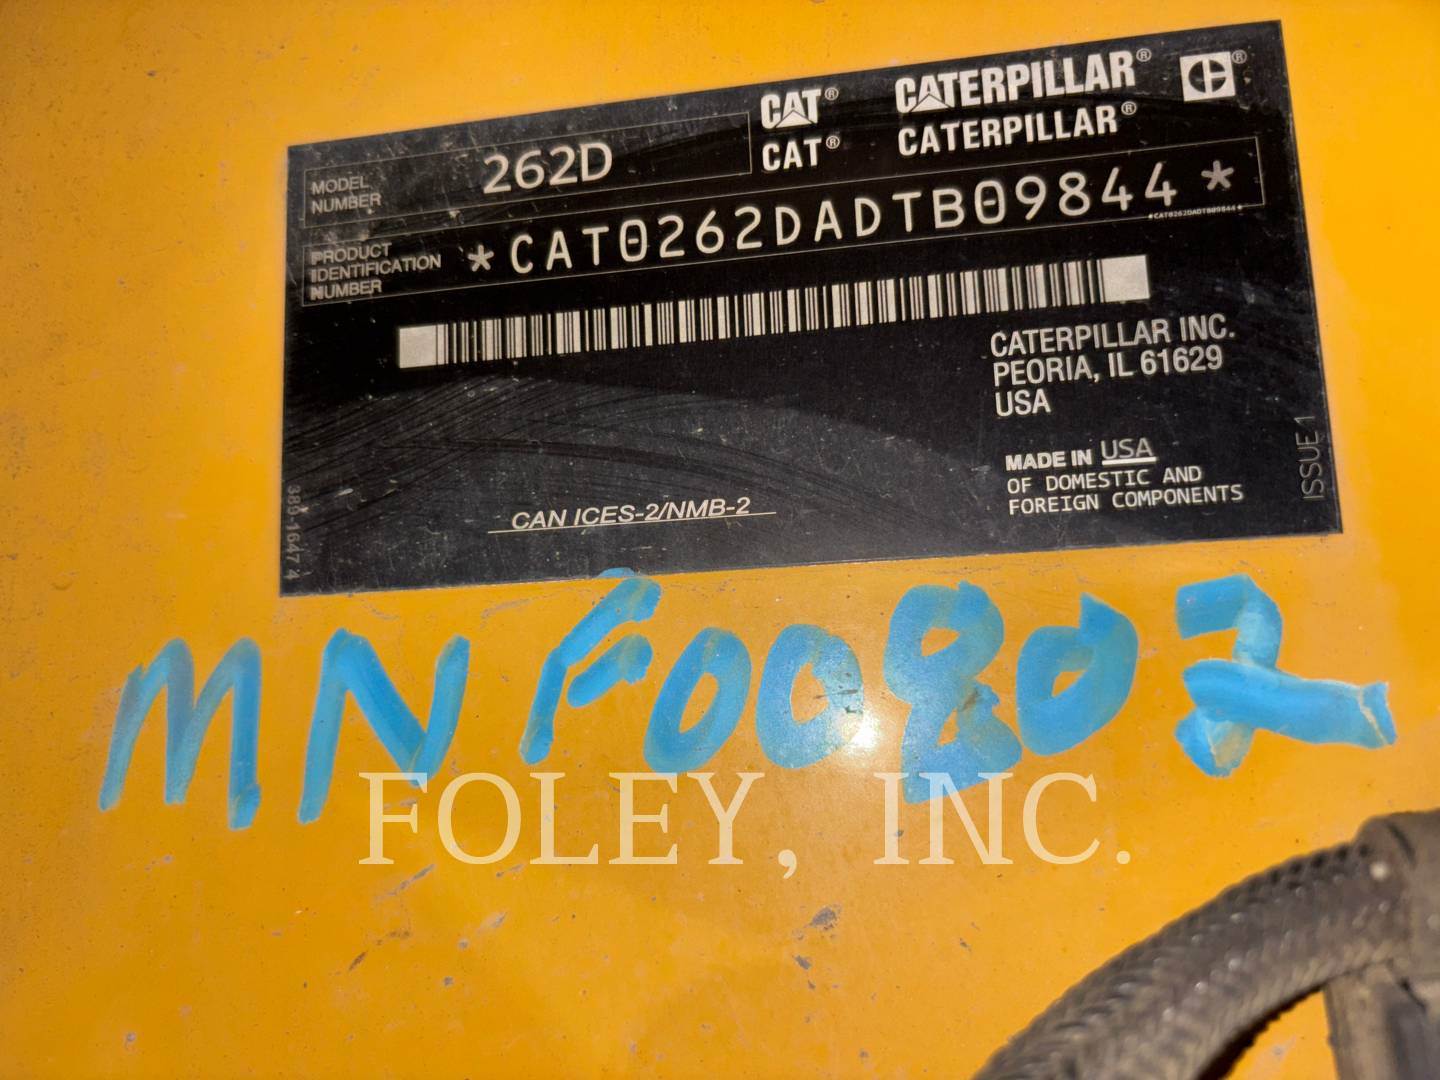 MODEL NUMBER 262D
CAT® CATERPILLAR®
CAT® CATERPILLAR®
PRODUCT IDENTIFICATION NUMBER *CAT0262DADTB09844*
*CAT0262DADTB09844*
CATERPILLAR INC.
PEORIA, IL 61629
USA
MADE IN USA
OF DOMESTIC AND
FOREIGN COMPONENTS
CAN ICES-2/NMB-2
ISSUE 1
MNF00802
FOLEY, INC.